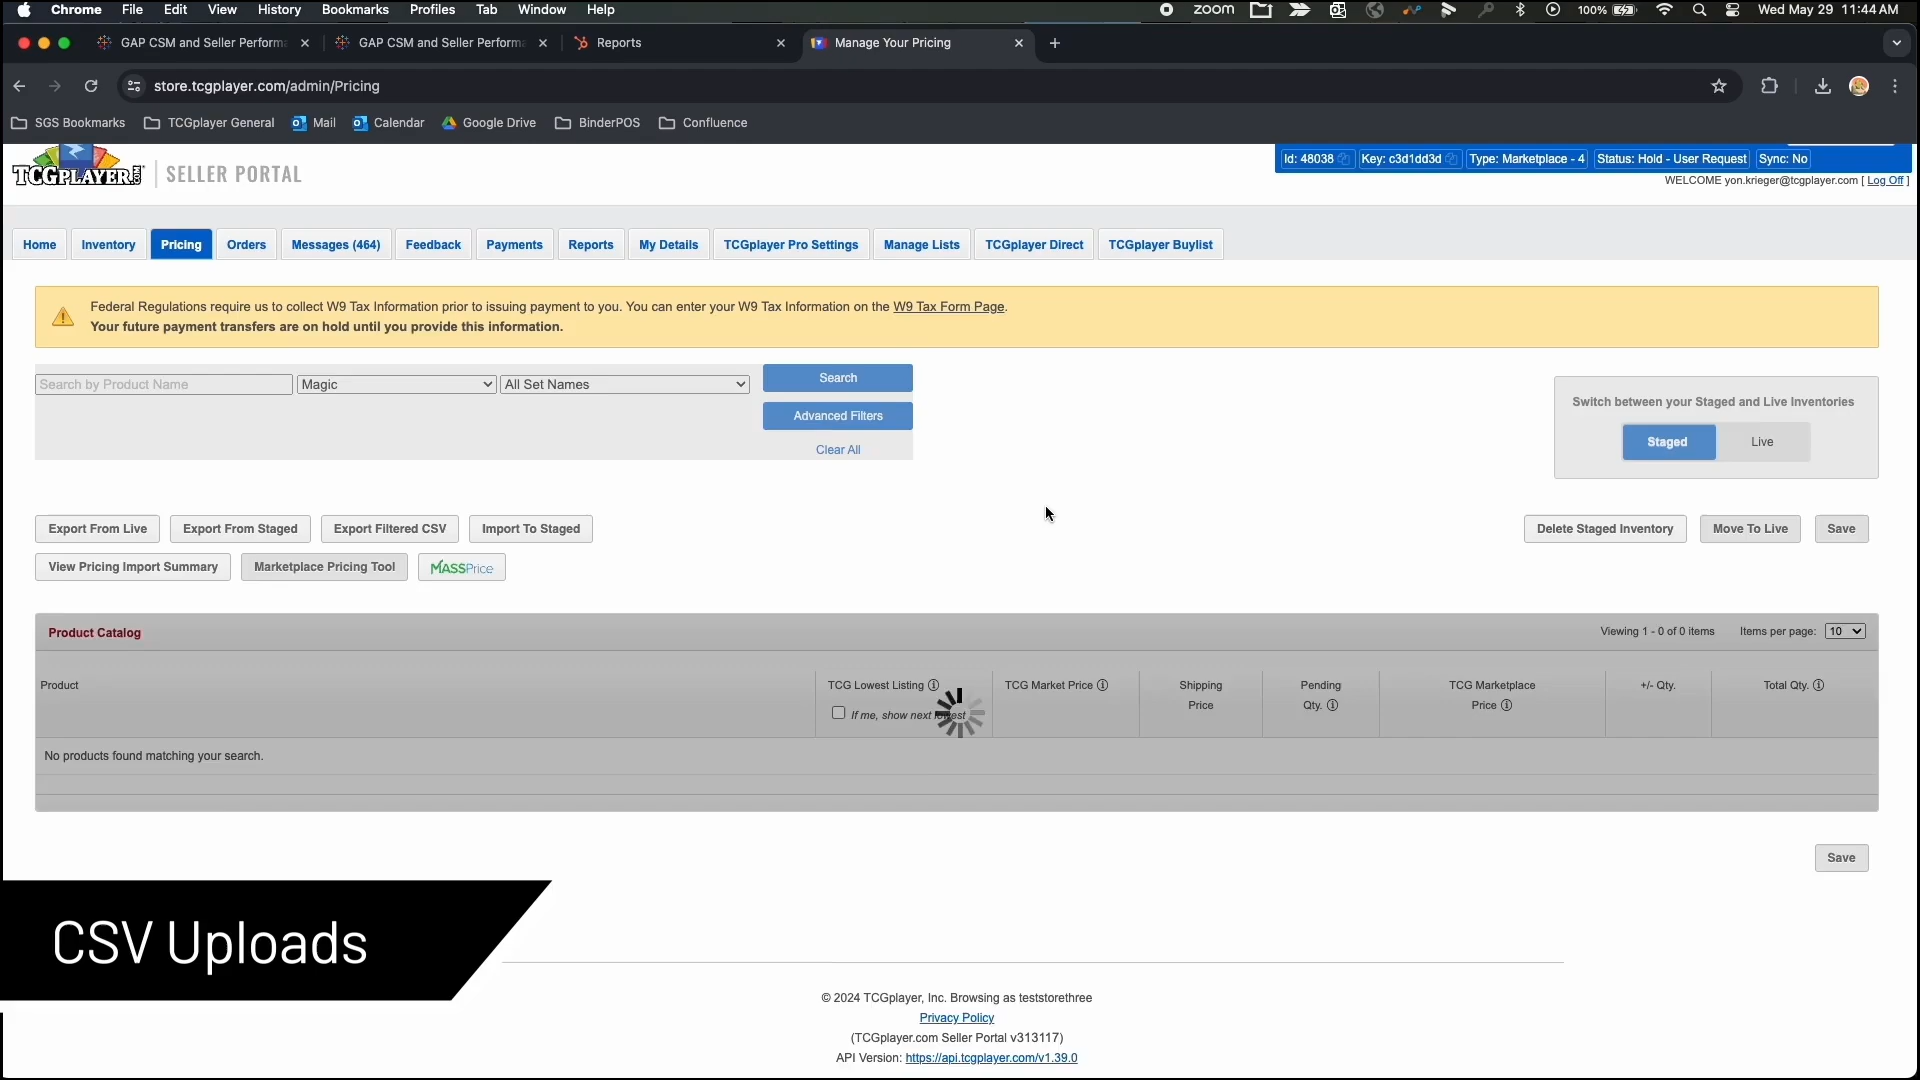 Chrome File Edit View History Bookmarks Profiles Tab Window Help zoom 100% Wed May 29 11:44 AM
GAP CSM and Seller Performa GAP CSM and Seller Performa Reports Manage Your Pricing
store.tcgplayer.com/admin/Pricing
SGS Bookmarks TCGplayer General Mail Calendar Google Drive BinderPOS Confluence
TCGPLAYER.COM SELLER PORTAL
Id: 48038 Key: c3d1dd3d Type: Marketplace - 4 Status: Hold - User Request Sync: No
WELCOME yon.krieger@tcgplayer.com [ Log Off ]
Home Inventory Pricing Orders Messages (464) Feedback Payments Reports My Details TCGplayer Pro Settings Manage Lists TCGplayer Direct TCGplayer Buylist
Federal Regulations require us to collect W9 Tax Information prior to issuing payment to you. You can enter your W9 Tax Information on the W9 Tax Form Page.
Your future payment transfers are on hold until you provide this information.
Search by Product Name Magic All Set Names Search
Advanced Filters
Clear All
Switch between your Staged and Live Inventories
Staged Live
Export From Live Export From Staged Export Filtered CSV Import To Staged Delete Staged Inventory Move To Live Save
View Pricing Import Summary Marketplace Pricing Tool MASSPrice
Product Catalog Viewing 1 - 0 of 0 items Items per page: 10
Product TCG Lowest Listing TCG Market Price Shipping Price Pending Qty. TCG Marketplace Price +/- Qty. Total Qty.
If me, show next lowest
No products found matching your search.
Save
CSV Uploads
© 2024 TCGplayer, Inc. Browsing as teststorethree
Privacy Policy
(TCGplayer.com Seller Portal v313117)
API Version: https://api.tcgplayer.com/v1.39.0